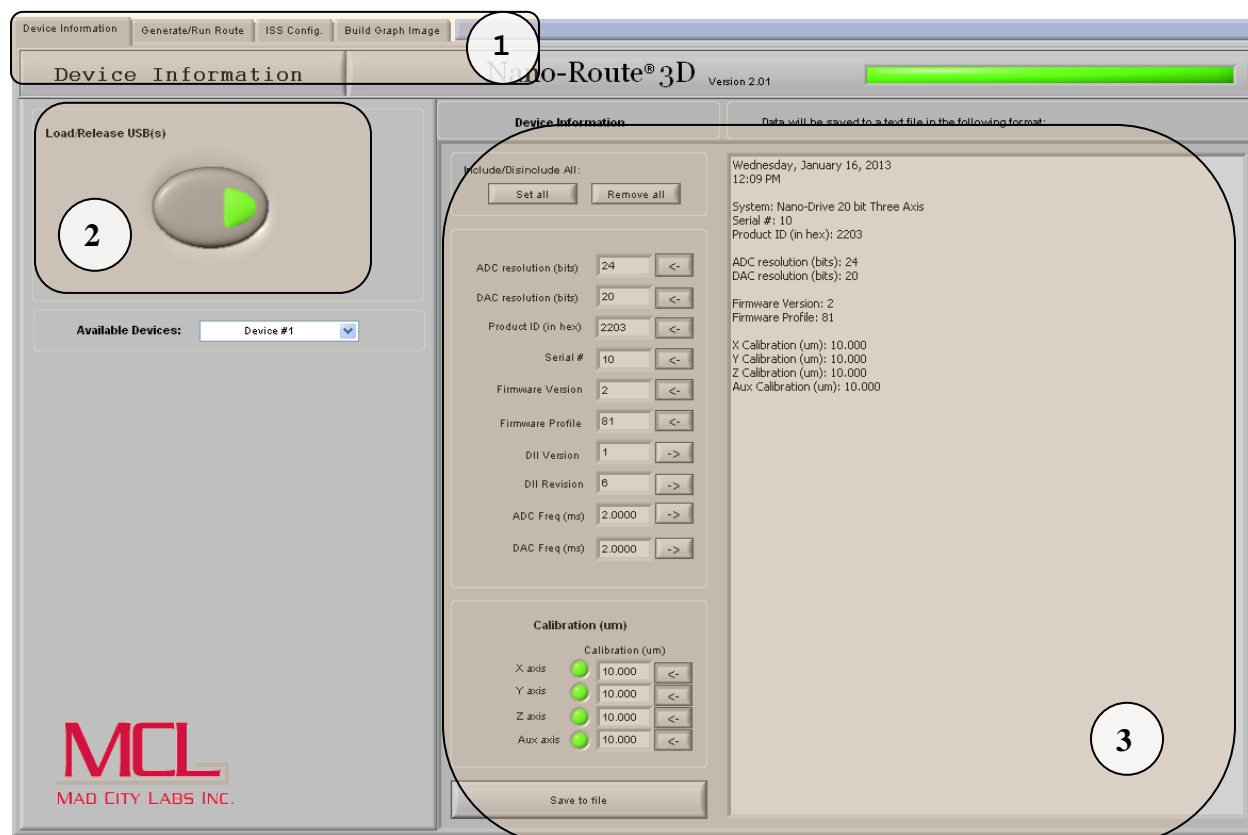 Device Information
Generate/Run Route
ISS Config.
Build Graph Image
1
Device Information
Nano-Route® 3D Version 2.01
Load/Release USB(s)
2
Available Devices: Device #1
MCL
MAD CITY LABS INC.
Device Information
Data will be saved to a text file in the following format:
Include/Disinclude All:
Set all Remove all
ADC resolution (bits) 24 <-
DAC resolution (bits) 20 <-
Product ID (in hex) 2203 <-
Serial # 10 <-
Firmware Version 2 <-
Firmware Profile 81 <-
Dll Version 1 ->
Dll Revision 6 ->
ADC Freq (ms) 2.0000 ->
DAC Freq (ms) 2.0000 ->
Calibration (um)
Calibration (um)
X axis 10.000 <-
Y axis 10.000 <-
Z axis 10.000 <-
Aux axis 10.000 <-
Save to file
Wednesday, January 16, 2013
12:09 PM
System: Nano-Drive 20 bit Three Axis
Serial #: 10
Product ID (in hex): 2203
ADC resolution (bits): 24
DAC resolution (bits): 20
Firmware Version: 2
Firmware Profile: 81
X Calibration (um): 10.000
Y Calibration (um): 10.000
Z Calibration (um): 10.000
Aux Calibration (um): 10.000
3